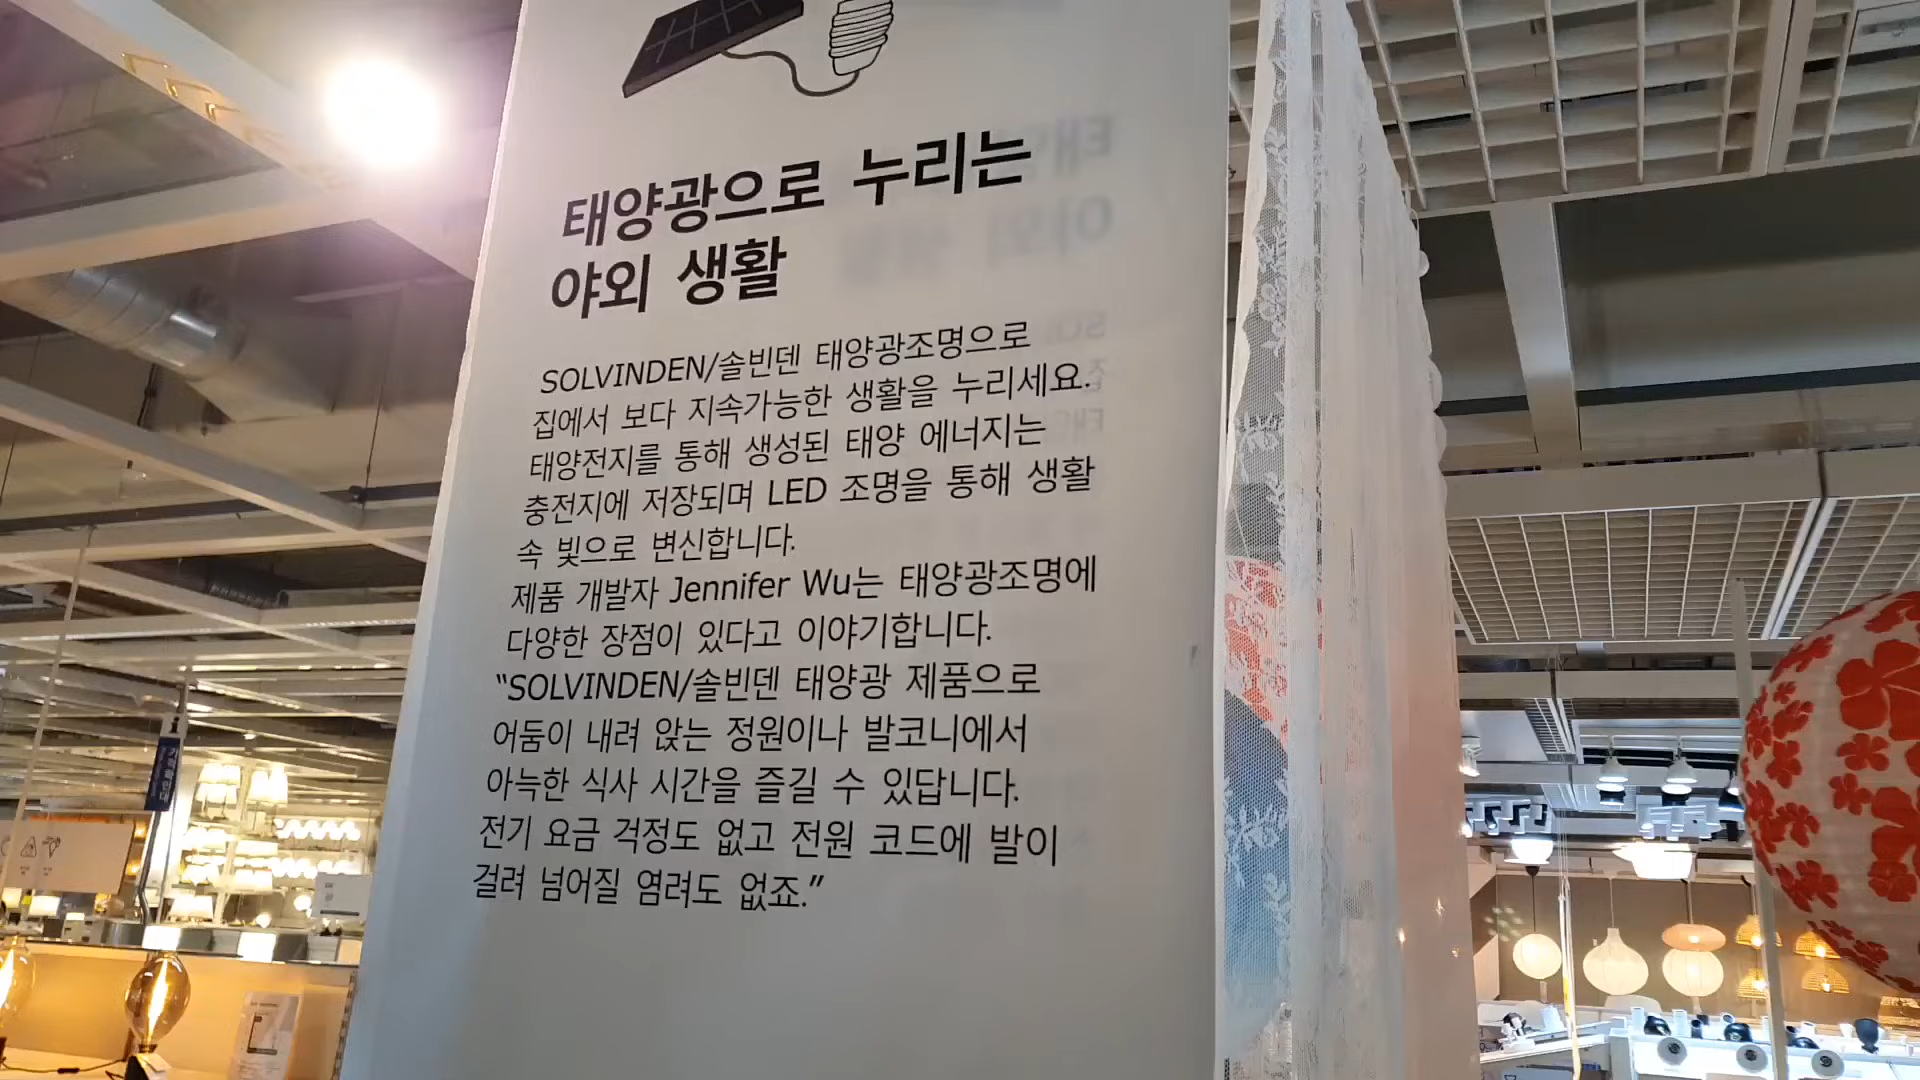 태양광으로 누리는
야외 생활
SOLVINDEN/솔빈덴 태양광조명으로
집에서 보다 지속가능한 생활을 누리세요.
태양전지를 통해 생성된 태양 에너지는
충전지에 저장되며 LED 조명을 통해 생활
속 빛으로 변신합니다.
제품 개발자 Jennifer Wu는 태양광조명에
다양한 장점이 있다고 이야기합니다.
“SOLVINDEN/솔빈덴 태양광 제품으로
어둠이 내려 앉는 정원이나 발코니에서
아늑한 식사 시간을 즐길 수 있답니다.
전기 요금 걱정도 없고 전원 코드에 발이
걸려 넘어질 염려도 없죠.”